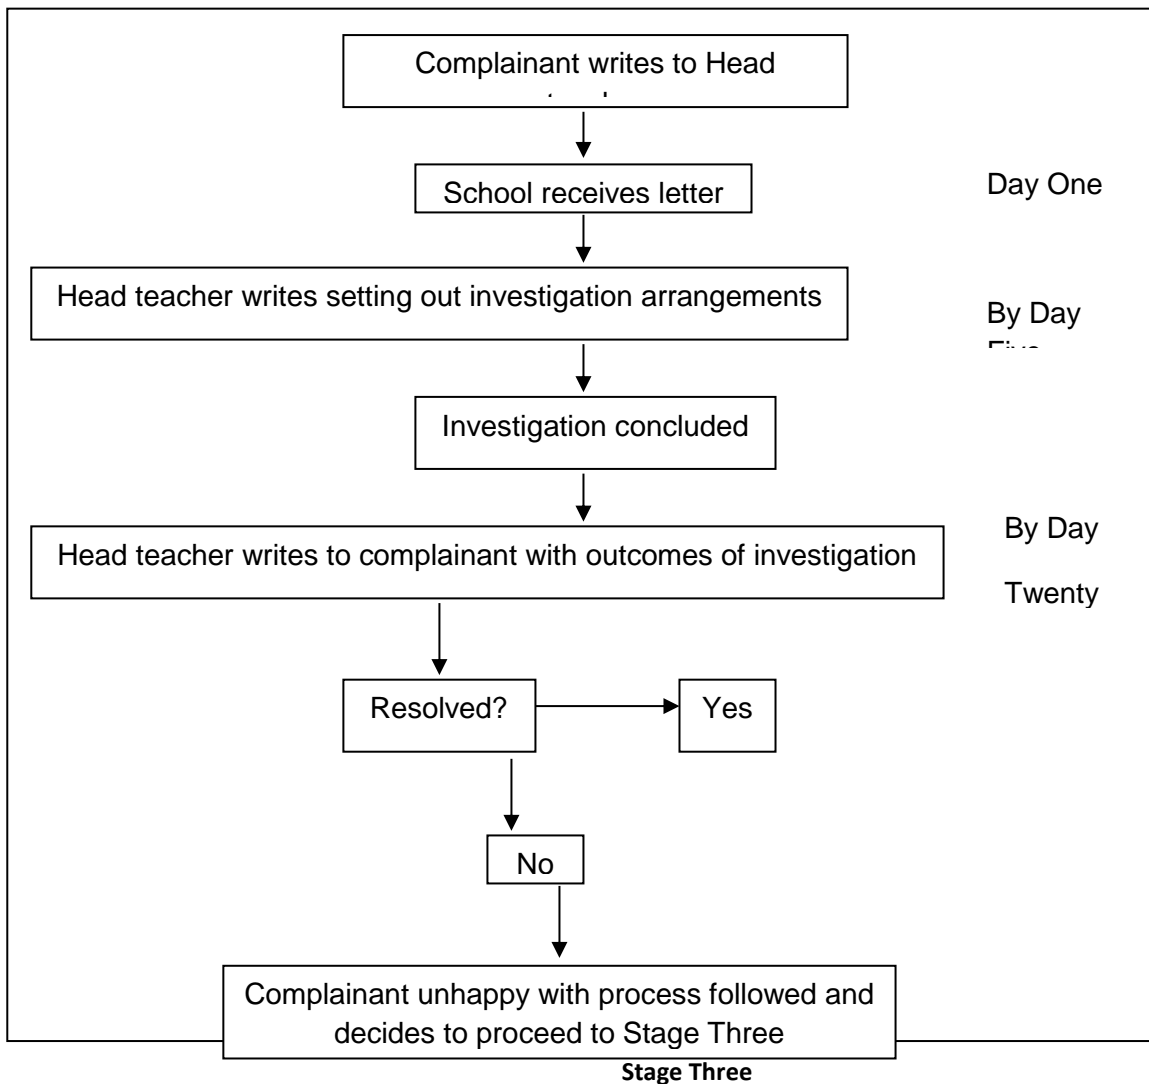 Complainant writes to Head
School receives letter
Day One
Head teacher writes setting out investigation arrangements
By Day
Investigation concluded
Head teacher writes to complainant with outcomes of investigation
By Day
Twenty
Resolved?
Yes
No
Complainant unhappy with process followed and
decides to proceed to Stage Three
Stage Three